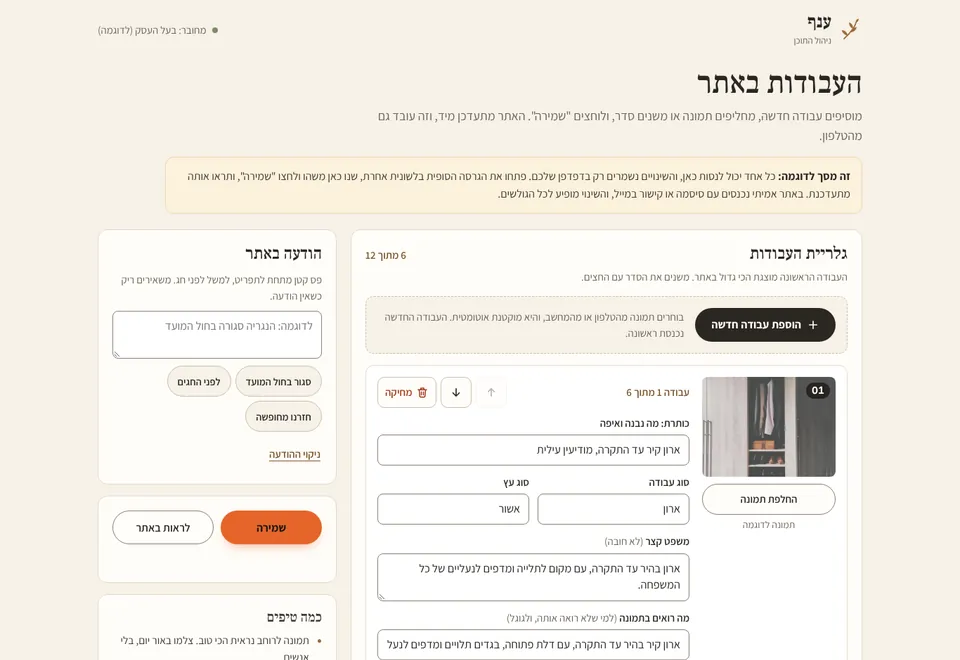 ענף
ניהול התוכן
מחובר: בעל העסק (לדוגמה)
העבודות באתר
מוסיפים עבודה חדשה, מחליפים תמונה או משנים סדר, ולוחצים "שמירה". האתר מתעדכן מיד, וזה עובד גם
מהטלפון.
זה מסך לדוגמה: כל אחד יכול לנסות כאן, והשינויים נשמרים רק בדפדפן שלכם. פתחו את הגרסה הסופית בלשונית אחרת, שנו כאן משהו ולחצו "שמירה", ותראו אותה
מתעדכנת. באתר אמיתי נכנסים עם סיסמה או קישור במייל, והשינוי מופיע לכל הגולשים.
גלריית העבודות
6 מתוך 12
העבודה הראשונה מוצגת הכי גדול באתר. משנים את הסדר עם החצים.
+ הוספת עבודה חדשה
בוחרים תמונה מהטלפון או מהמחשב, והיא מוקטנת אוטומטית. העבודה החדשה
נכנסת ראשונה.
01
החלפת תמונה
תמונה לדוגמה
עבודה 1 מתוך 6
↑
↓
מחיקה
כותרת: מה נבנה ואיפה
ארון קיר עד התקרה, מודיעין עילית
סוג עבודה
סוג עץ
ארון
אשור
משפט קצר (לא חובה)
ארון בהיר עד התקרה, עם מקום לתלייה ומדפים לנעליים של כל
המשפחה.
מה רואים בתמונה (למי שלא רואה אותה, ולגוגל)
ארון קיר בהיר עד התקרה, עם דלת פתוחה, בגדים תלויים ומדפים לנעל
הודעה באתר
פס קטן מתחת לתפריט, למשל לפני חג. משאירים ריק
כשאין הודעה.
לדוגמה: הנגריה סגורה בחול המועד
סגור בחול המועד
לפני החגים
חזרנו מחופשה
ניקוי ההודעה
שמירה
לראות באתר
כמה טיפים
• תמונה לרוחב נראית הכי טוב. צלמו באור יום, בלי
אנשים